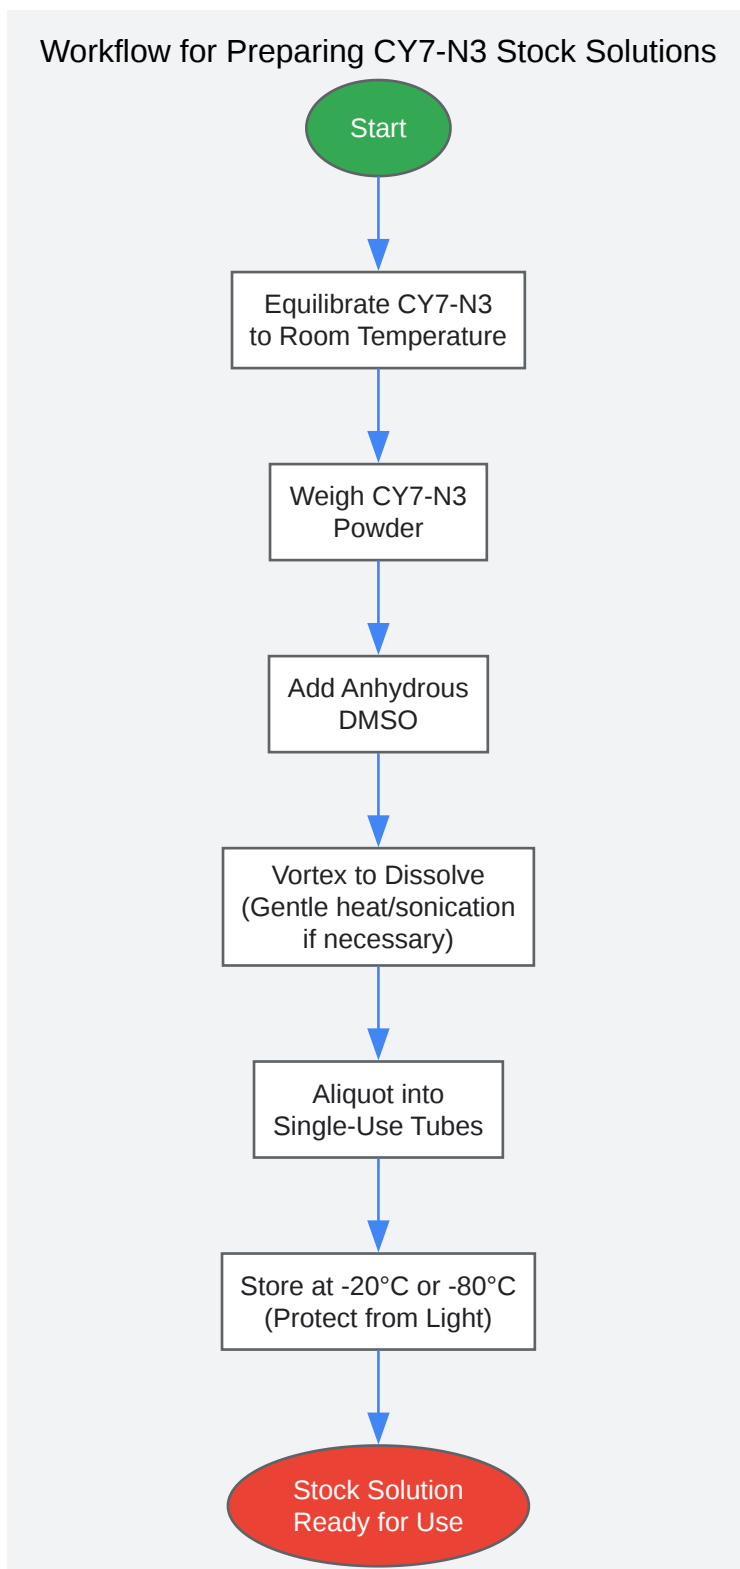 Workflow for Preparing CY7-N3 Stock Solutions
Start
Equilibrate CY7-N3
to Room Temperature
Weigh CY7-N3
Powder
Add Anhydrous
DMSO
Vortex to Dissolve
(Gentle heat/sonication
if necessary)
Aliquot into
Single-Use Tubes
Store at -20°C or -80°C
(Protect from Light)
Stock Solution
Ready for Use